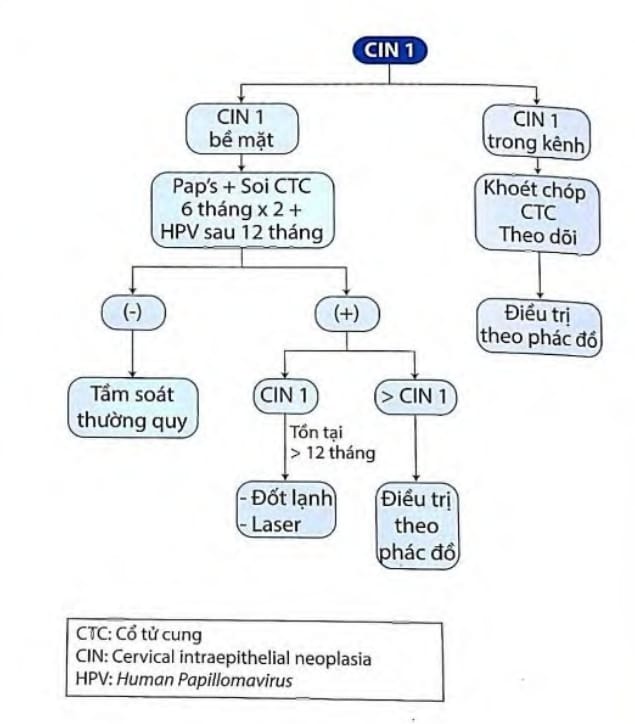 CIN 1
CIN 1
bề mặt
CIN 1
trong kênh
Pap's + Soi CTC
6 tháng x 2 +
HPV sau 12 tháng
Khoét chóp
CTC
Theo dõi
(-)
(+)
Điều trị
theo phác đồ
Tầm soát
thường quy
CIN 1
> CIN 1
Tồn tại
> 12 tháng
- Đốt lạnh
- Laser
Điều trị
theo
phác đồ
CTC: Cổ tử cung
CIN: Cervical intraepithelial neoplasia
HPV: Human Papillomavirus